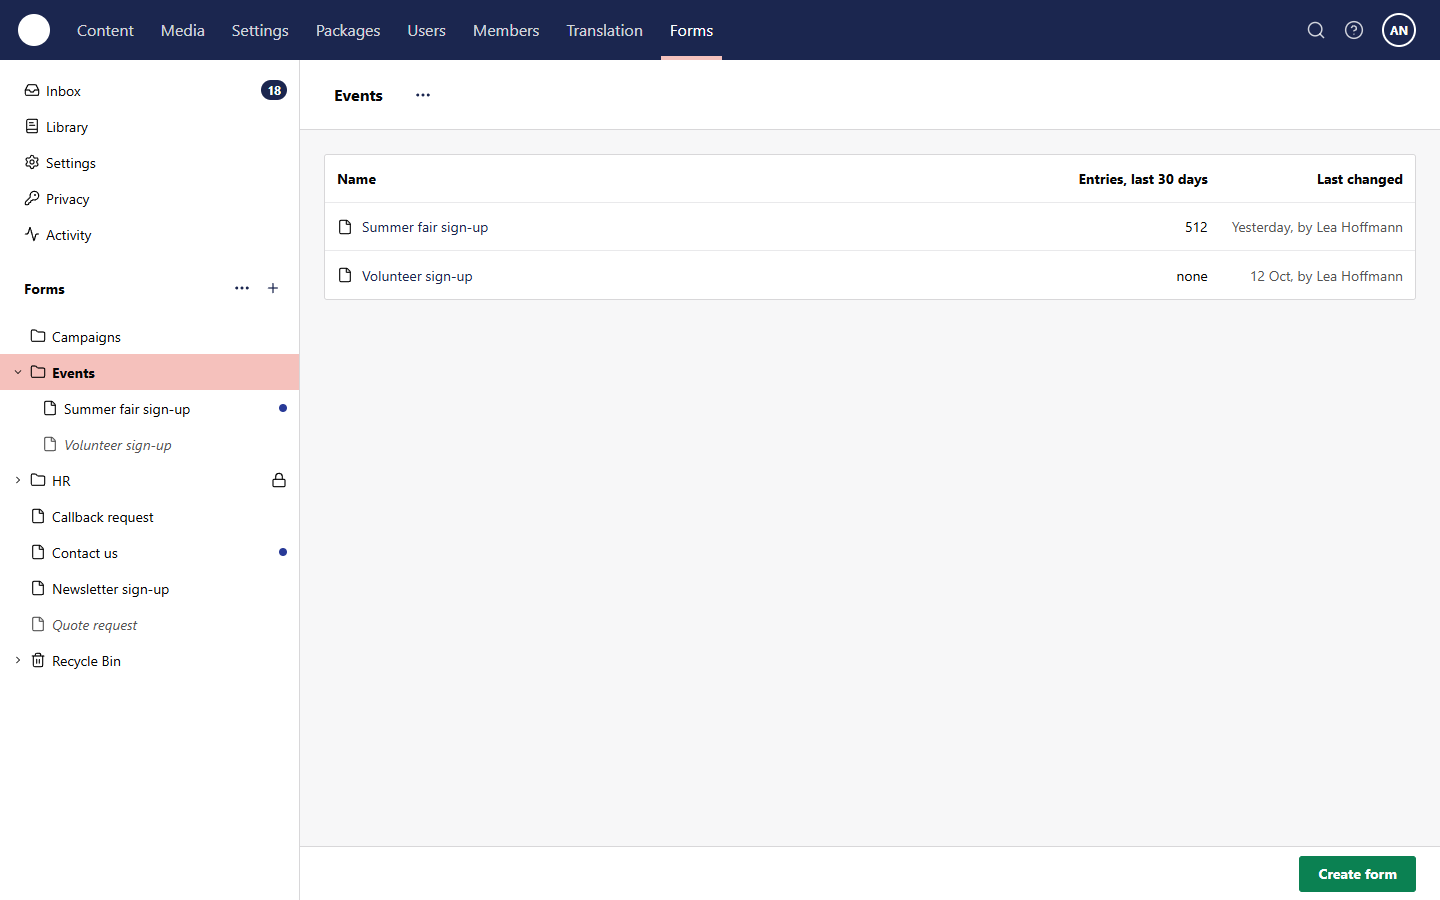 Content Media Settings Packages Users Members Translation Forms AN
Inbox 18
Library
Settings
Privacy
Activity
Forms
Campaigns
Events
Summer fair sign-up
Volunteer sign-up
HR
Callback request
Contact us
Newsletter sign-up
Quote request
Recycle Bin
Events
Name Entries, last 30 days Last changed
Summer fair sign-up 512 Yesterday, by Lea Hoffmann
Volunteer sign-up none 12 Oct, by Lea Hoffmann
Create form